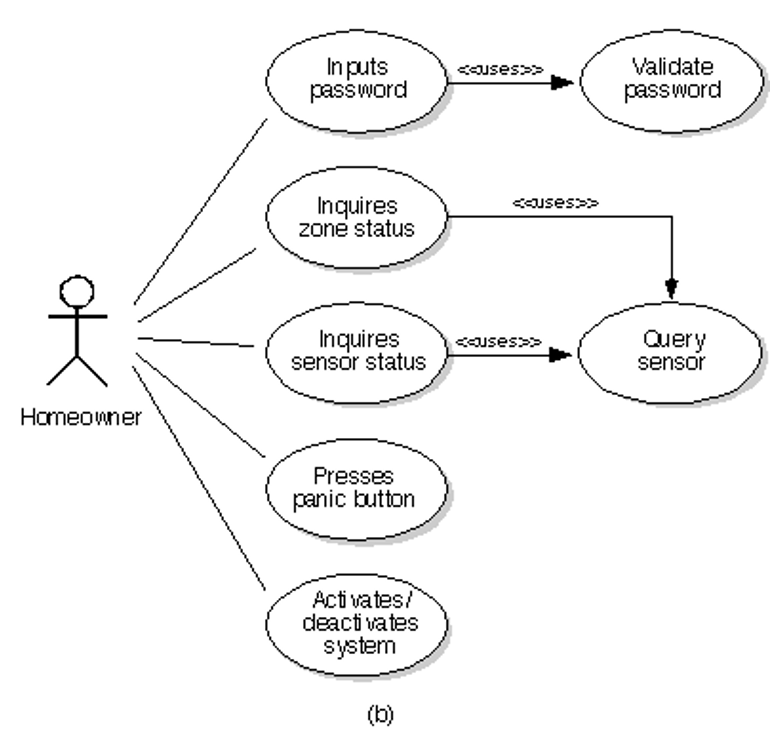 Inputs
password
<<uses>>
Validate
password
Inquires
zone status
<<uses>>
Inquires
sensor status
<<uses>>
Query
sensor
Homeowner
Presses
panic button
Activates/
deactivates
system
(b)